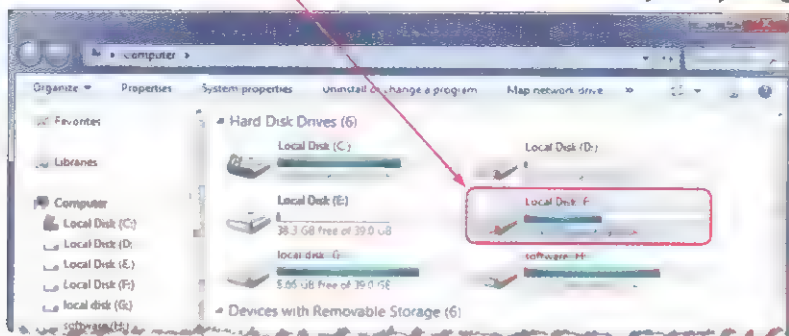 Computer
Organize Properties System properties Uninstall or change a program Map network drive »
Favorites
Libraries
Computer
Local Disk (C:)
Local Disk (D:
Local Disk (E:)
Local Disk (F:)
local disk (G:)
software (H:)
Hard Disk Drives (6)
Local Disk (C:)
Local Disk (D:)
Local Disk (E:)
38.3 GB free of 39.0 GB
Local Disk F
local disk G
5.66 GB free of 39.0 GB
software H
Devices with Removable Storage (6)